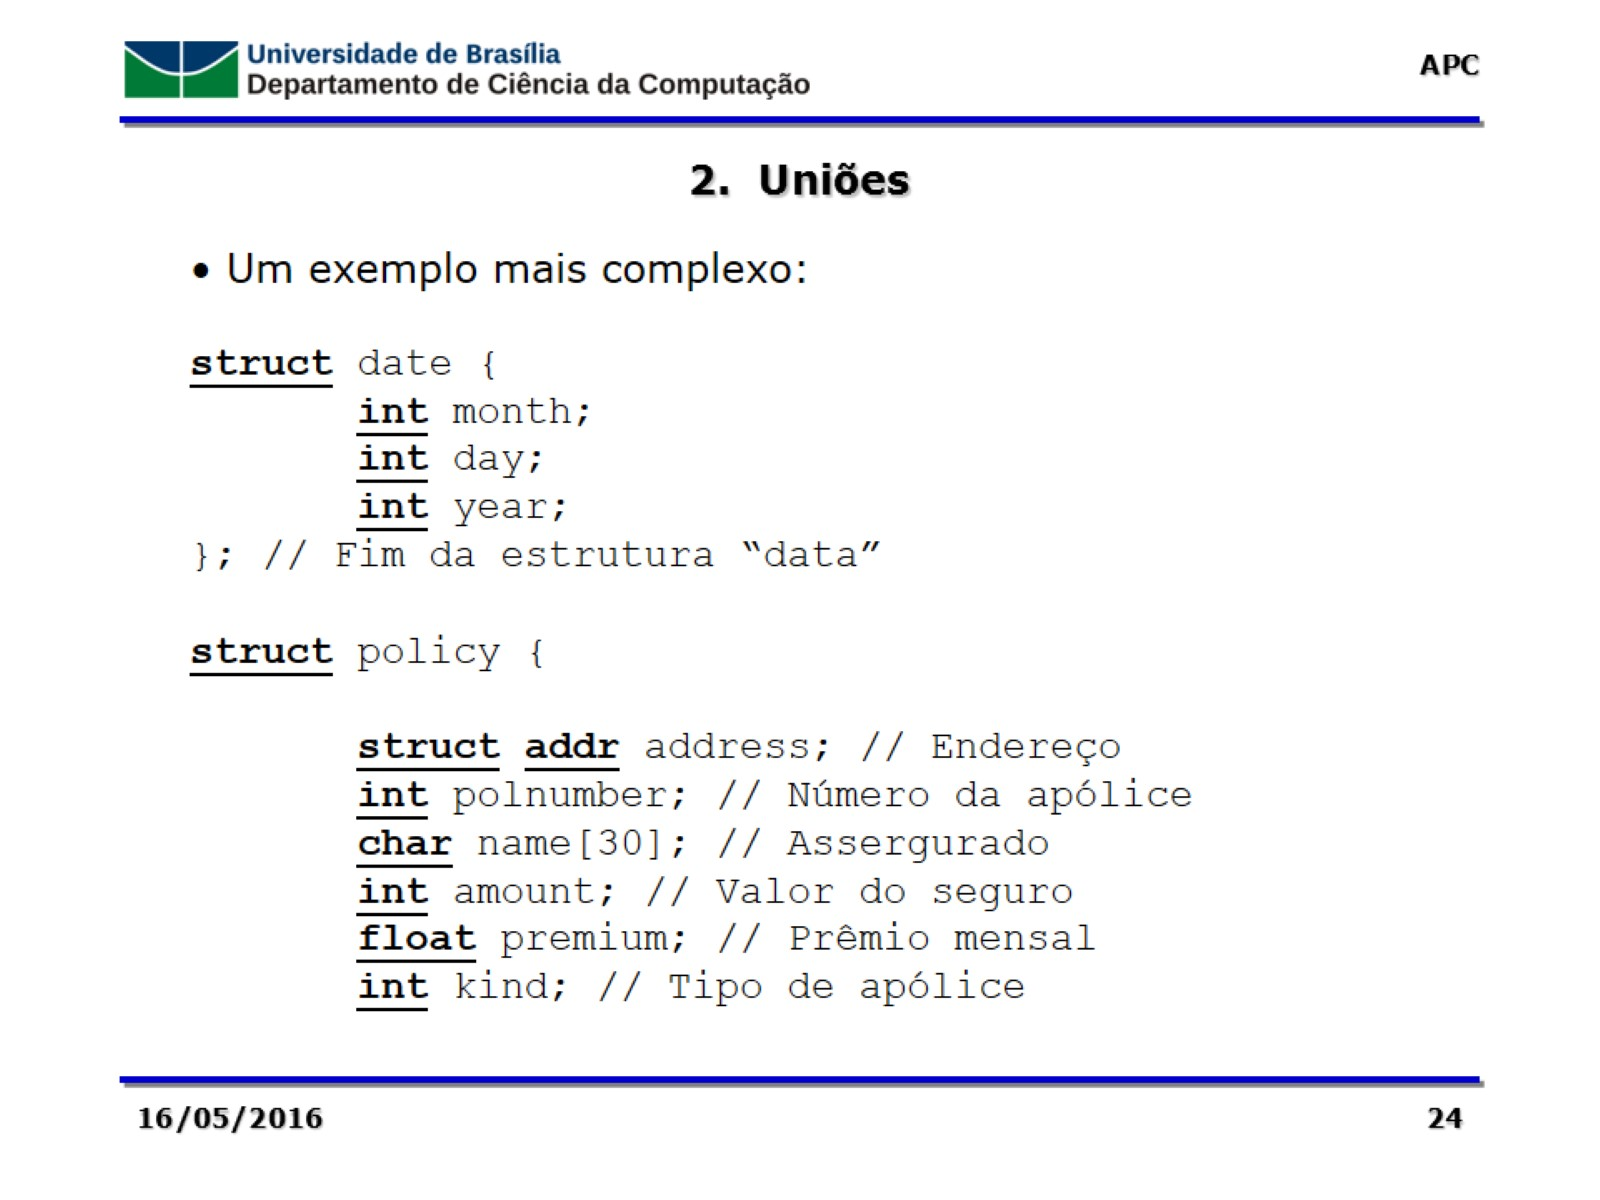 Universidade de Brasília
Departamento de Ciência da Computação
APC
2. Uniões
• Um exemplo mais complexo:
struct date {
int month;
int day;
int year;
}; // Fim da estrutura “data”
struct policy {
struct addr address; // Endereço
int polnumber; // Número da apólice
char name[30]; // Assergurado
int amount; // Valor do seguro
float premium; // Prêmio mensal
int kind; // Tipo de apólice
16/05/2016
24